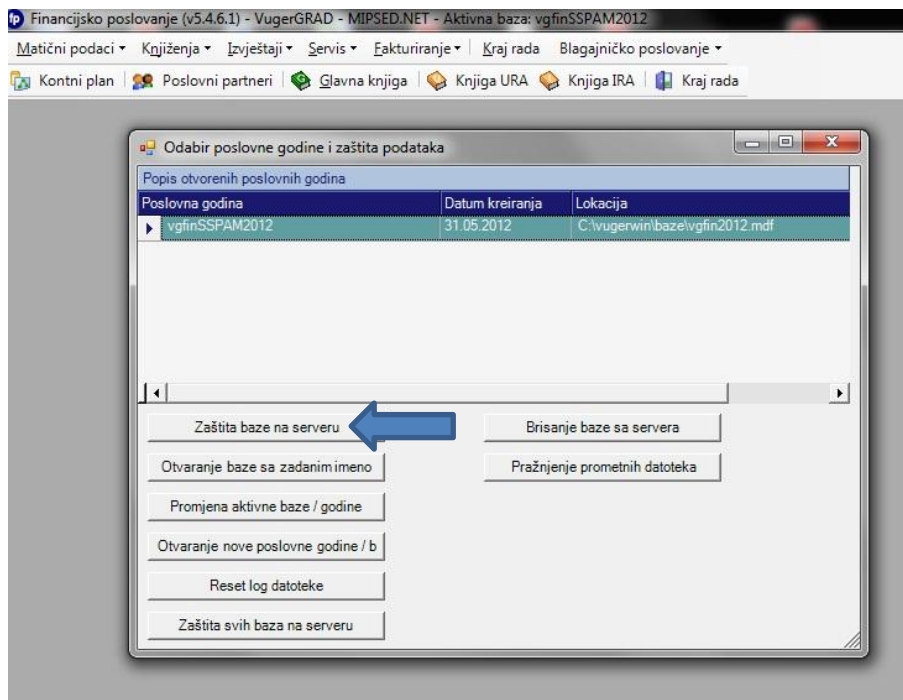 Financijsko poslovanje (v5.4.6.1) - VugerGRAD - MIPSED.NET - Aktivna baza: vgfinSSPAM2012
Matični podaci Knjiženja Izvještaji Servis Fakturiranje Kraj rada Blagajničko poslovanje
Kontni plan Poslovni partneri Glavna knjiga Knjiga URA Knjiga IRA Kraj rada
Odabir poslovne godine i zaštita podataka
Popis otvorenih poslovnih godina
Poslovna godina Datum kreiranja Lokacija
vgfinSSPAM2012 31.05.2012 C:\vugerwin\baze\vgfin2012.mdf
Zaštita baze na serveru Brisanje baze sa servera
Otvaranje baze sa zadanim imeno Pražnjenje prometnih datoteka
Promjena aktivne baze / godine
Otvaranje nove poslovne godine / b
Reset log datoteke
Zaštita svih baza na serveru